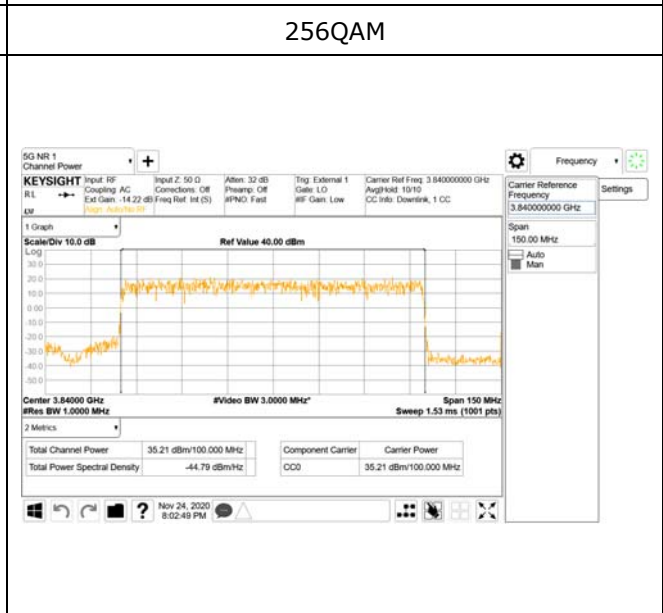 256QAM
5G NR 1
Channel Power
Frequency
KEYSIGHT
RL
Input: RF
Coupling: AC
Ext Gain: -14.22 dB
Align: Auto/No RF
Input Z: 50 Ω
Corrections: Off
Freq Ref: Int (S)
Atten: 32 dB
Preamp: Off
#PNO: Fast
Trig: External 1
Gate: LO
#IF Gain: Low
Carrier Ref Freq: 3.840000000 GHz
Avg|Hold: 10/10
CC Info: Downlink, 1 CC
Carrier Reference
Frequency
3.840000000 GHz
Settings
Span
150.00 MHz
Auto
Man
1 Graph
Scale/Div 10.0 dB
Ref Value 40.00 dBm
Log
30.0
20.0
10.0
0.00
-10.0
-20.0
-30.0
-40.0
-50.0
Center 3.84000 GHz
#Video BW 3.0000 MHz*
Span 150 MHz
#Res BW 1.0000 MHz
Sweep 1.53 ms (1001 pts)
2 Metrics
Total Channel Power 35.21 dBm/100.000 MHz
Total Power Spectral Density -44.79 dBm/Hz
Component Carrier Carrier Power
CC0 35.21 dBm/100.000 MHz
Nov 24, 2020
8:02:49 PM